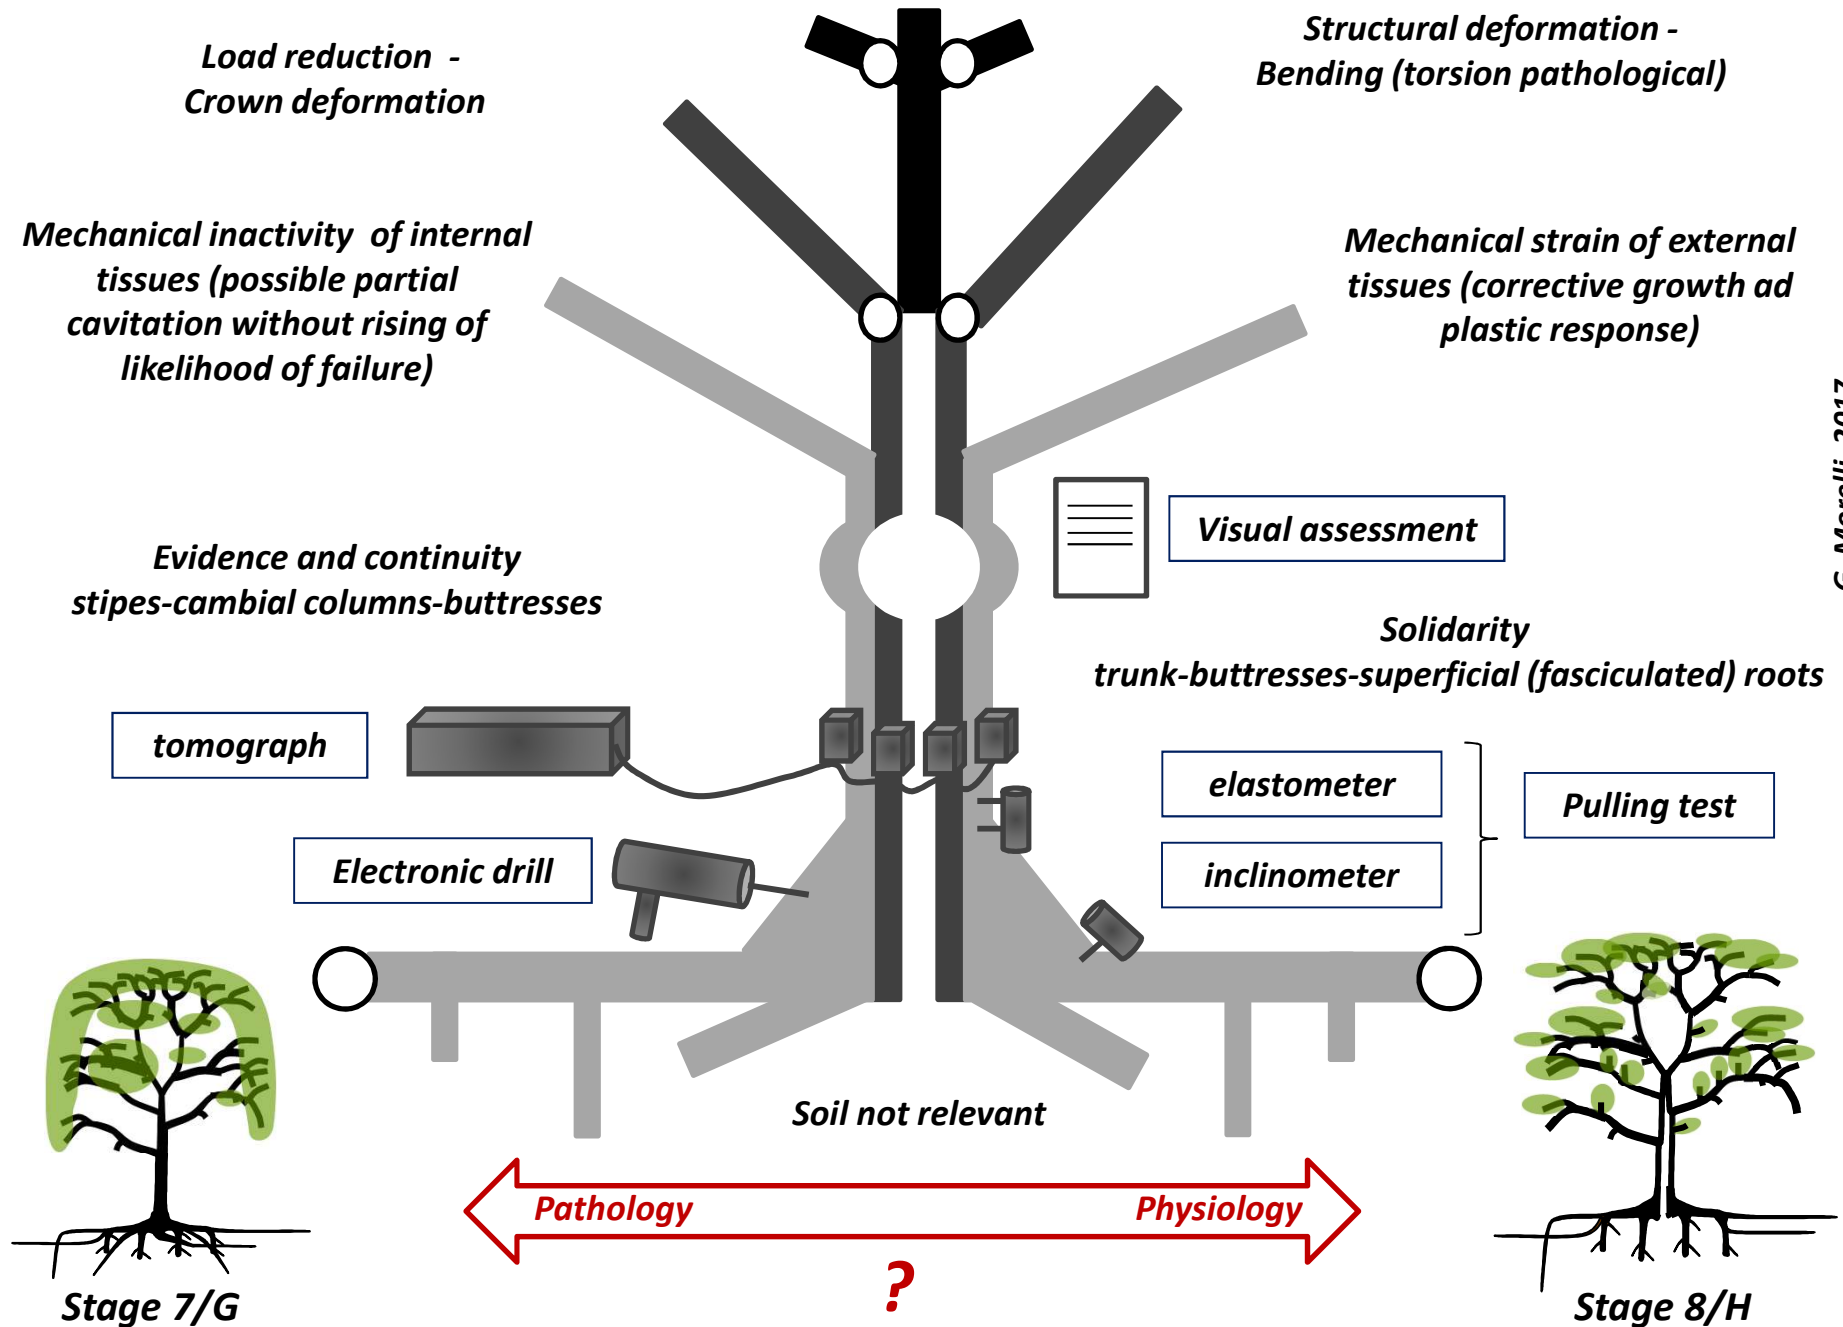 Load reduction -
Crown deformation
Structural deformation -
Bending (torsion pathological)
Mechanical inactivity of internal
tissues (possible partial
cavitation without rising of
likelihood of failure)
Mechanical strain of external
tissues (corrective growth ad
plastic response)
G. Morelli, 2017
Visual assessment
Evidence and continuity
stipes-cambial columns-buttresses
Solidarity
trunk-buttresses-superficial (fasciculated) roots
tomograph
elastometer
Pulling test
Electronic drill
inclinometer
Soil not relevant
Pathology
Physiology
?
Stage 7/G
Stage 8/H